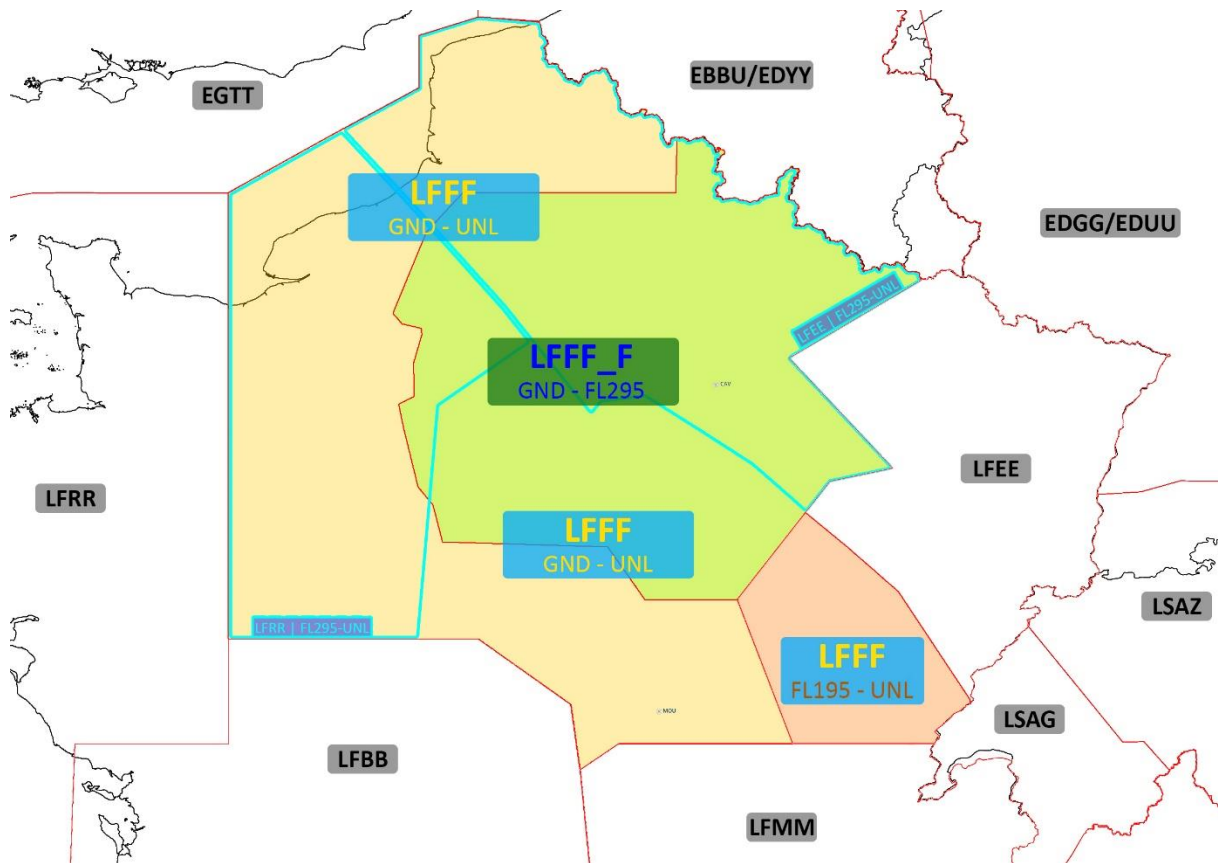 EGTT
EBBU/EDYY
LFFF
GND - UNL
EDGG/EDUU
LFEE | FL295-UNL
LFFF_F
GND - FL295
LFRR
LFEE
LFFF
GND - UNL
LSAZ
LFRR | FL295-UNL
LFFF
FL195 - UNL
MOU
LSAG
LFBB
LFMM